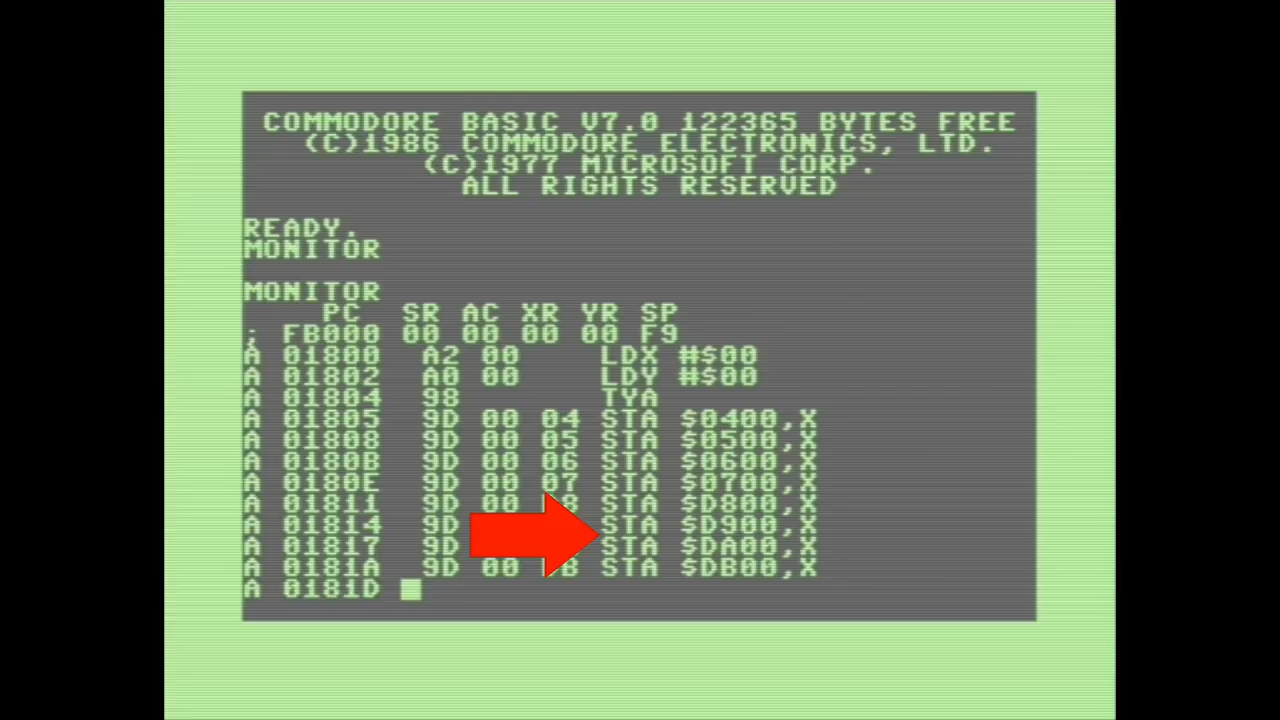 COMMODORE BASIC V7.0 122365 BYTES FREE
(C)1986 COMMODORE ELECTRONICS, LTD.
(C)1977 MICROSOFT CORP.
ALL RIGHTS RESERVED
READY.
MONITOR
MONITOR
PC SR AC XR YR SP
; FB000 00 00 00 00 F9
A 01800 A2 00 LDX #$00
A 01802 A0 00 LDY #$00
A 01804 98 TYA
A 01805 9D 00 04 STA $0400,X
A 01808 9D 00 05 STA $0500,X
A 0180B 9D 00 06 STA $0600,X
A 0180E 9D 00 07 STA $0700,X
A 01811 9D 00 STA $D800,X
A 01814 9D STA $D900,X
A 01817 9D STA $DA00,X
A 0181A 9D 00 STA $DB00,X
A 0181D